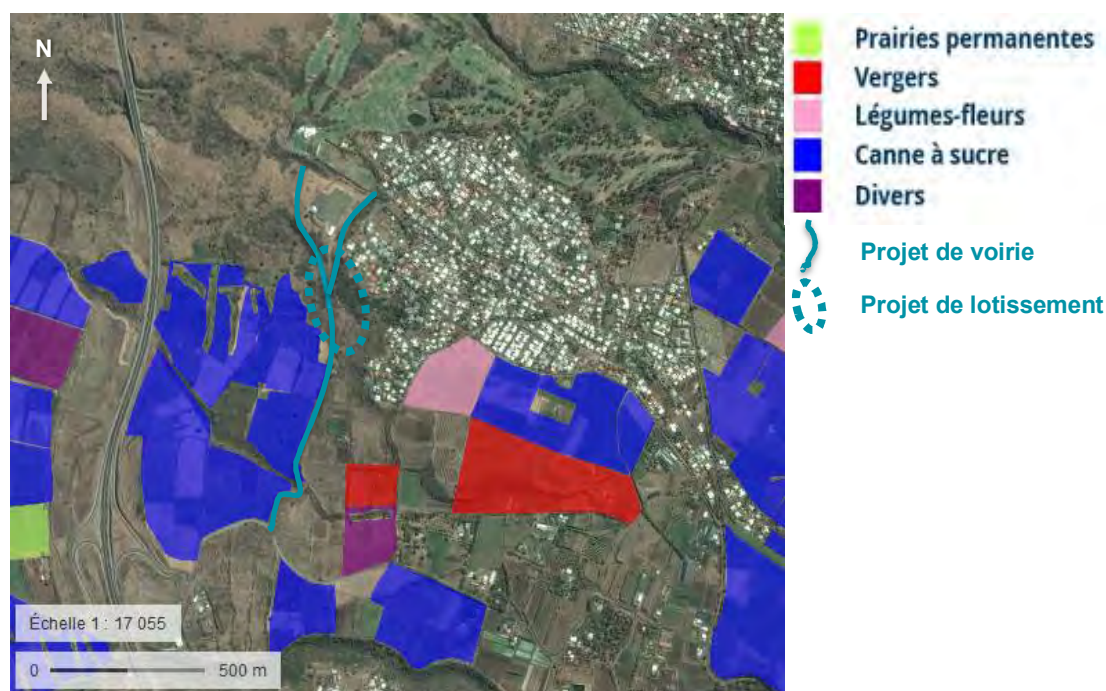 N
Échelle 1 : 17 055
0 500 m
Prairies permanentes
Vergers
Légumes-fleurs
Canne à sucre
Divers
Projet de voirie
Projet de lotissement